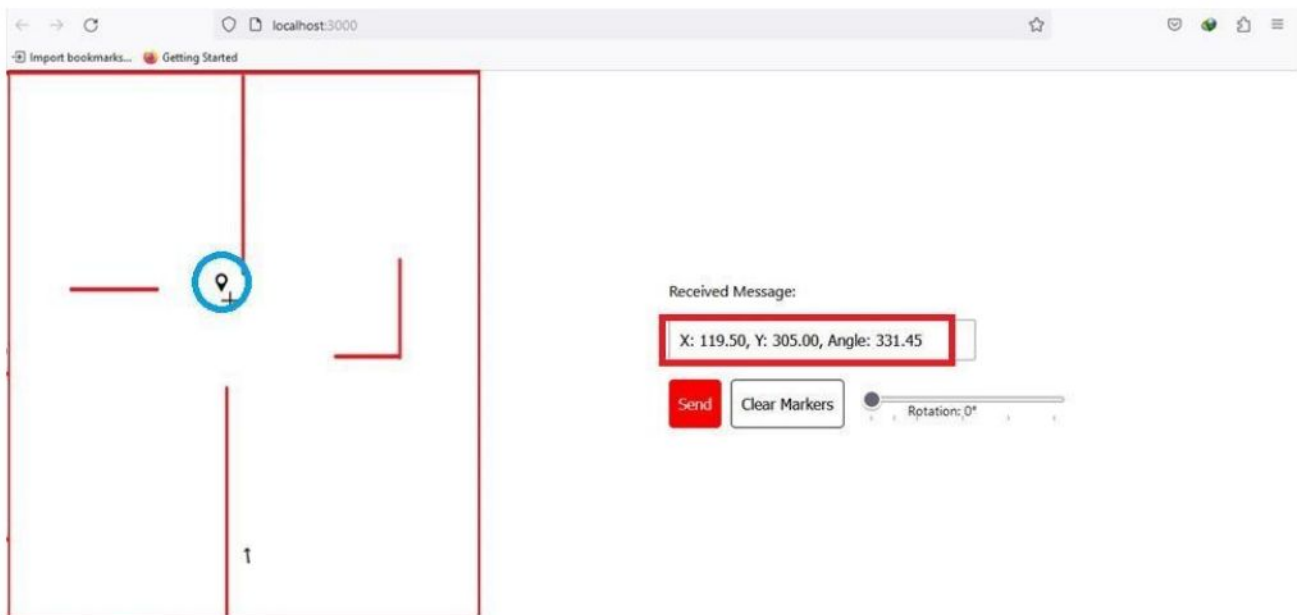 localhost:3000
Import bookmarks... Getting Started
Received Message:
X: 119.50, Y: 305.00, Angle: 331.45
Send Clear Markers Rotation: 0°